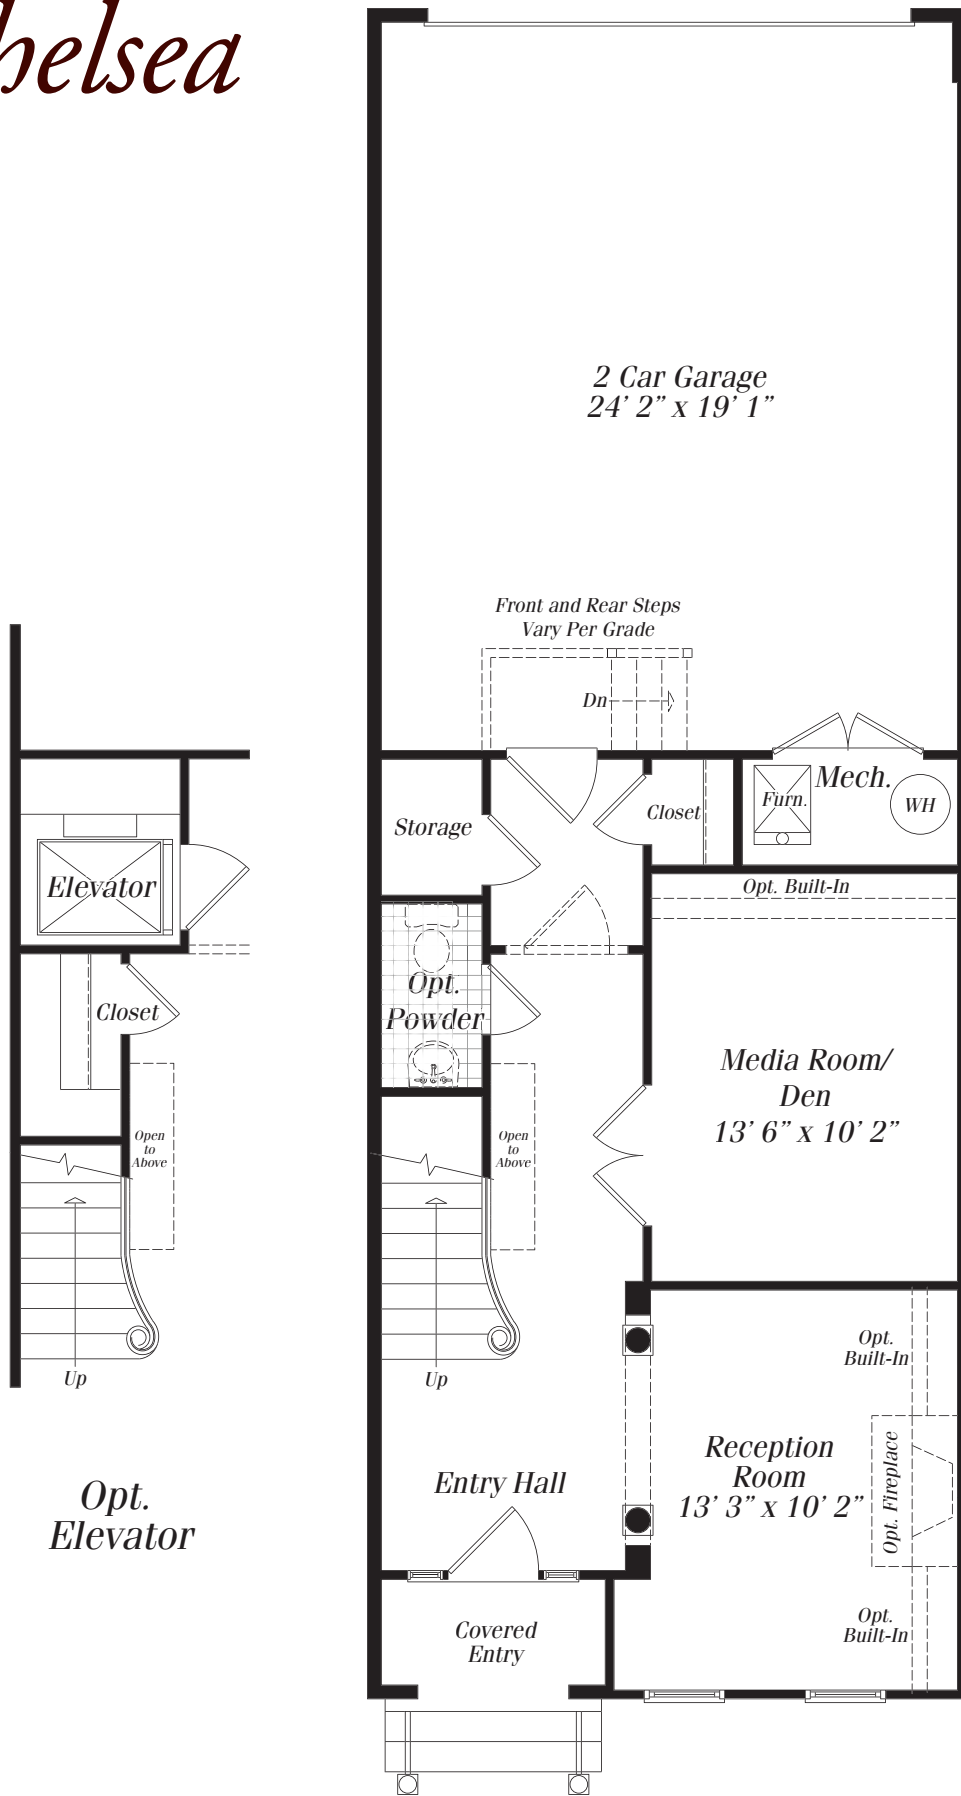 helsea
2 Car Garage
24' 2" x 19' 1"
Front and Rear Steps
Vary Per Grade
Dn
Mech.
Furn.
WH
Closet
Storage
Opt. Built-In
Opt.
Powder
Media Room/
Den
13' 6" x 10' 2"
Open
to
Above
Up
Opt.
Built-In
Reception
Room
13' 3" x 10' 2"
Opt. Fireplace
Opt.
Built-In
Entry Hall
Covered
Entry
Elevator
Closet
Open
to
Above
Up
Opt.
Elevator